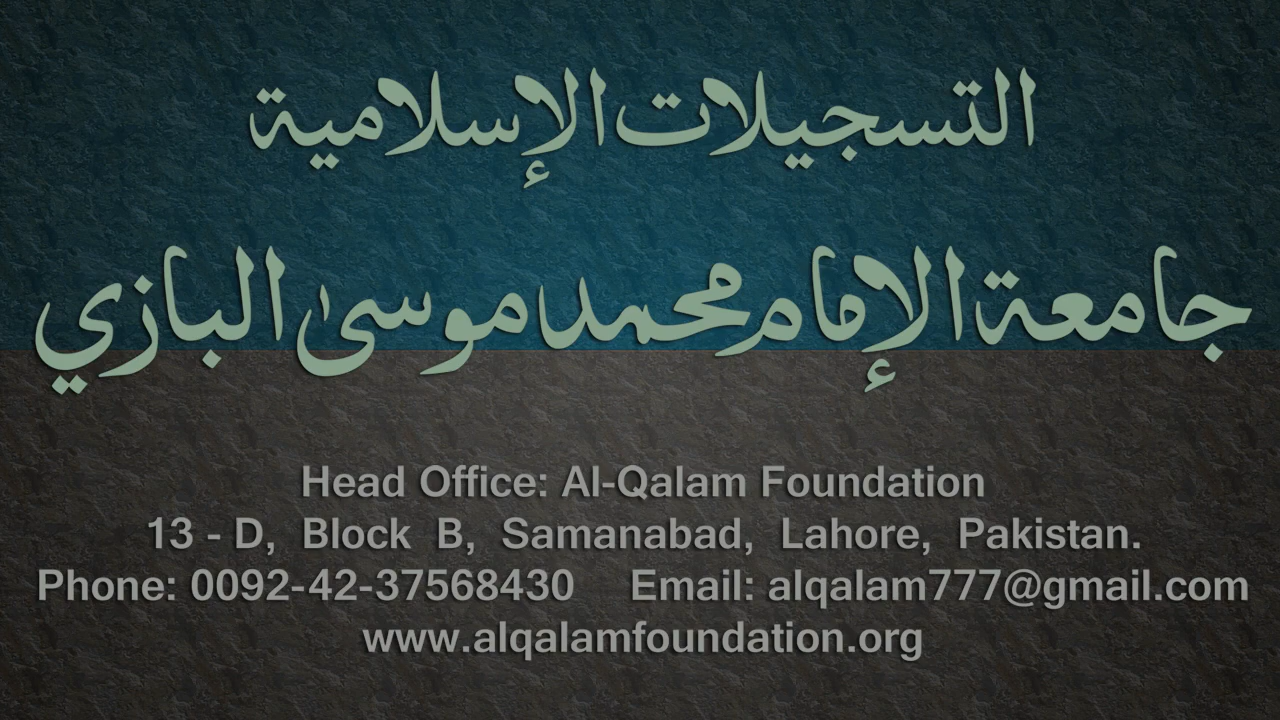 التسجيلات الإسلامية
جامعة الإمام محمد موسىٰ البازي
Head Office: Al-Qalam Foundation
13 - D, Block B, Samanabad, Lahore, Pakistan.
Phone: 0092-42-37568430 Email: alqalam777@gmail.com
www.alqalamfoundation.org